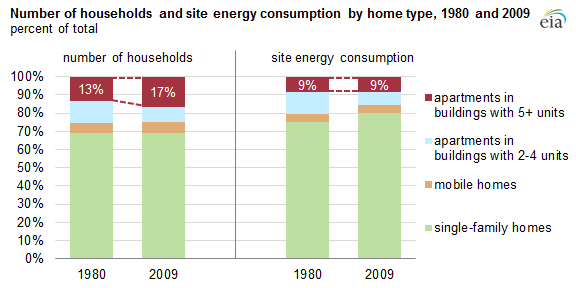 Number of households and site energy consumption by home type, 1980 and 2009
percent of total
eia
number of households
site energy consumption
100%
90%
80%
70%
60%
50%
40%
30%
20%
10%
0%
13%
17%
9%
9%
1980
2009
1980
2009
apartments in
buildings with 5+ units
apartments in
buildings with 2-4 units
mobile homes
single-family homes